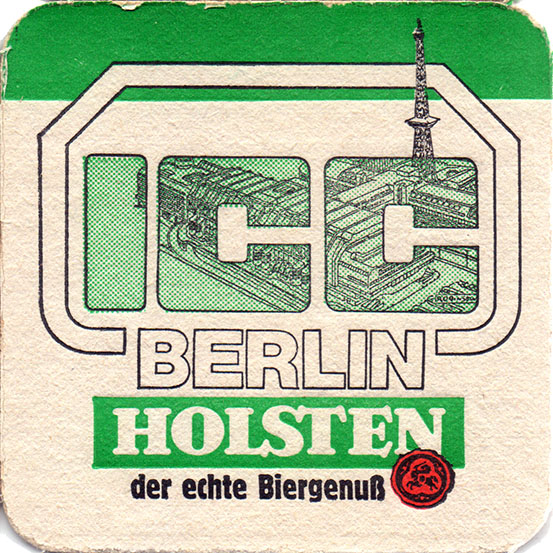 ICC
BERLIN
HOLSTEN
der echte Biergenuß